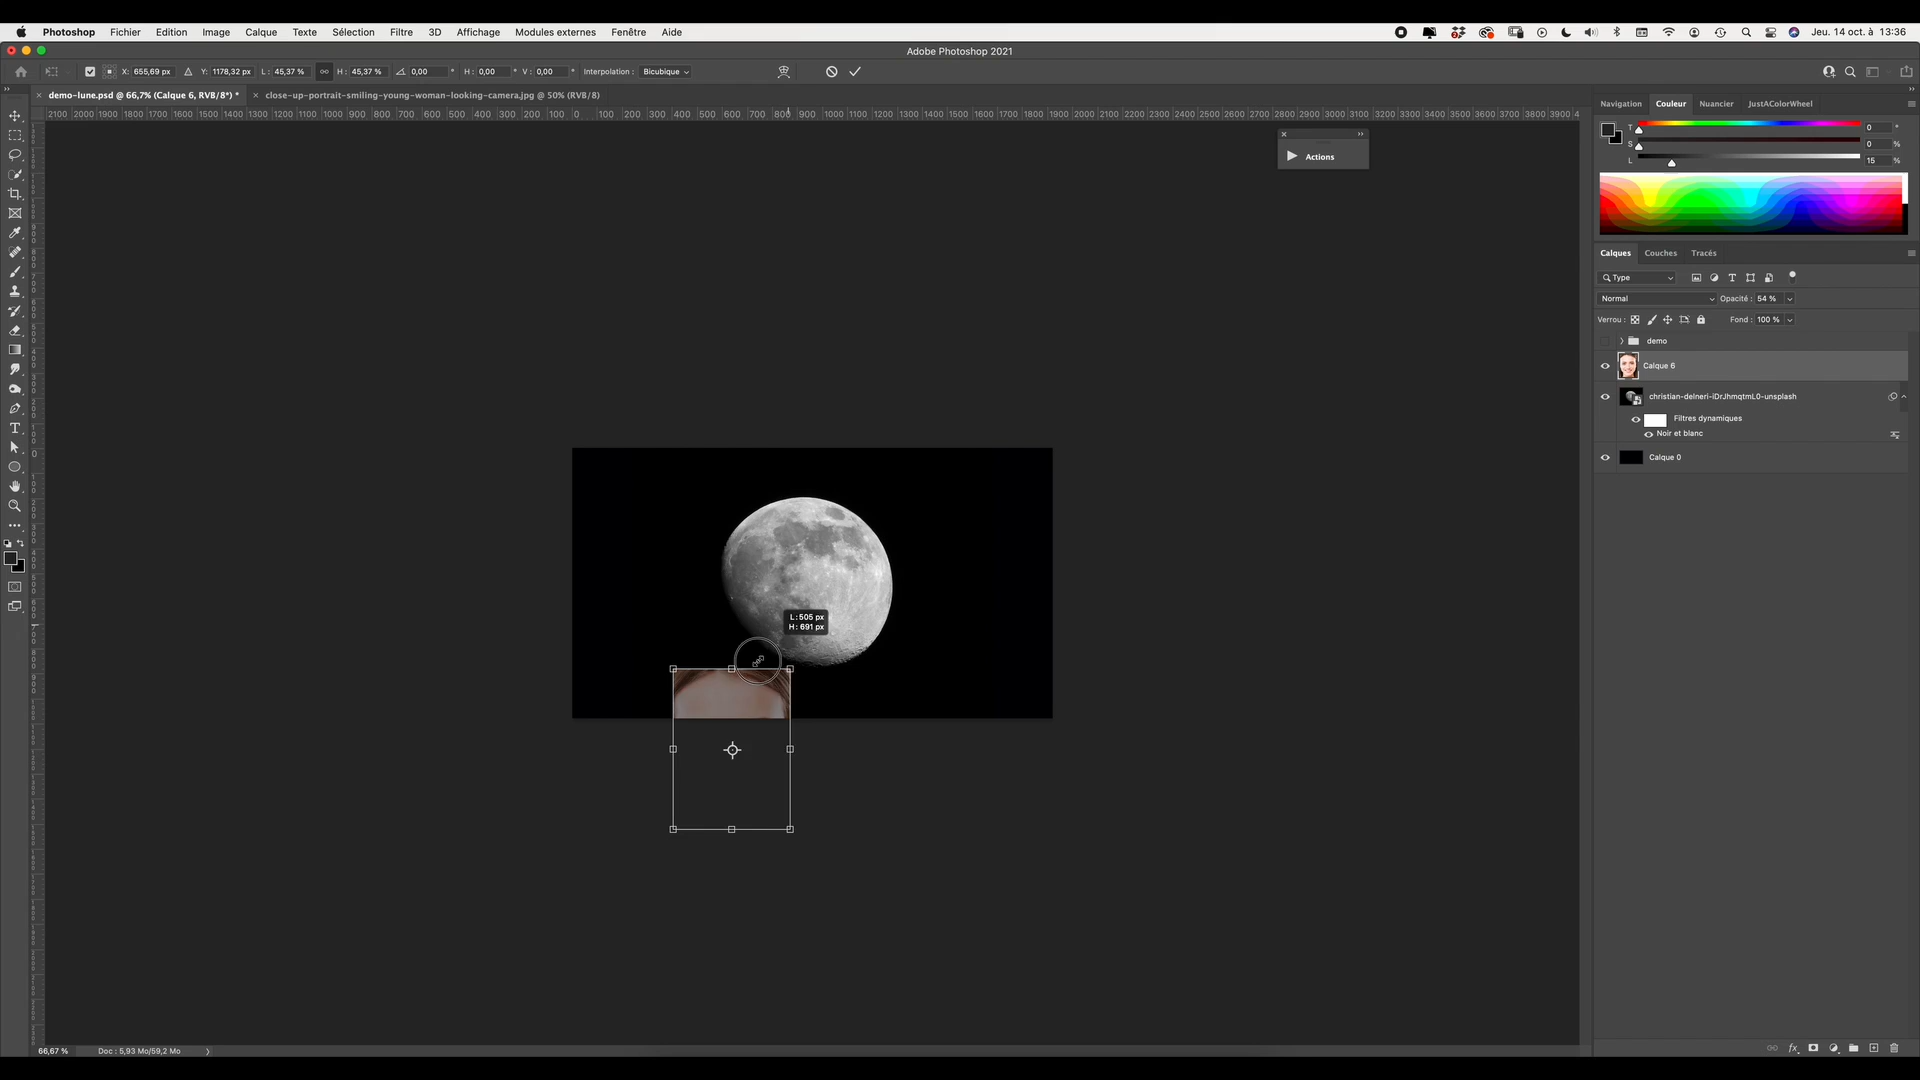 Photoshop Fichier Edition Image Calque Texte Sélection Filtre 3D Affichage Modules externes Fenêtre Aide Jeu. 14 oct. à 13:36
Adobe Photoshop 2021
X: 655,69 px Y: 1178,32 px L: 45,37 % H: 45,37 % 0,00 ° H: 0,00 ° V: 0,00 ° Interpolation : Bicubique
demo-lune.psd @ 66,7% (Calque 6, RVB/8*) * close-up-portrait-smiling-young-woman-looking-camera.jpg @ 50% (RVB/8)
2100 2000 1900 1800 1700 1600 1500 1400 1300 1200 1100 1000 900 800 700 600 500 400 300 200 100 0 100 200 300 400 500 600 700 800 900 1000 1100 1200 1300 1400 1500 1600 1700 1800 1900 2000 2100 2200 2300 2400 2500 2600 2700 2800 2900 3000 3100 3200 3300 3400 3500 3600 3700 3800 3900 4
Actions
L : 505 px
H : 691 px
Navigation Couleur Nuancier JustAColorWheel
T 0 °
S 0 %
L 15 %
Calques Couches Tracés
Type
Normal Opacité : 54 %
Verrou : Fond : 100 %
demo
Calque 6
christian-delneri-iDrJhmqtmL0-unsplash
Filtres dynamiques
Noir et blanc
Calque 0
66,67 % Doc : 5,93 Mo/59,2 Mo